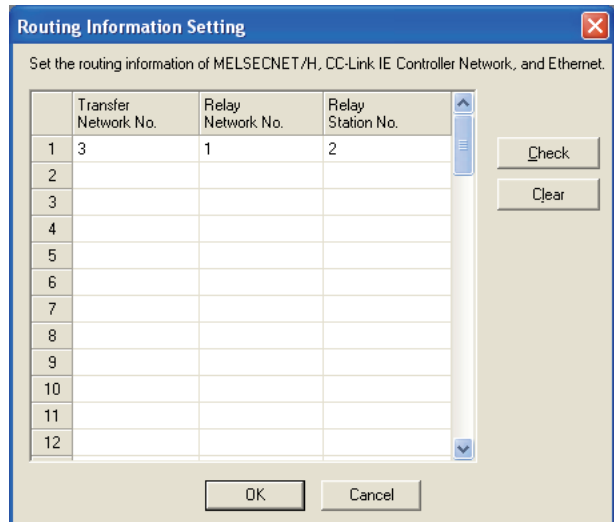 Routing Information Setting
Set the routing information of MELSECNET/H, CC-Link IE Controller Network, and Ethernet.
Transfer Network No. Relay Network No. Relay Station No.
1 3 1 2
2
3
4
5
6
7
8
9
10
11
12
Check
Clear
OK Cancel